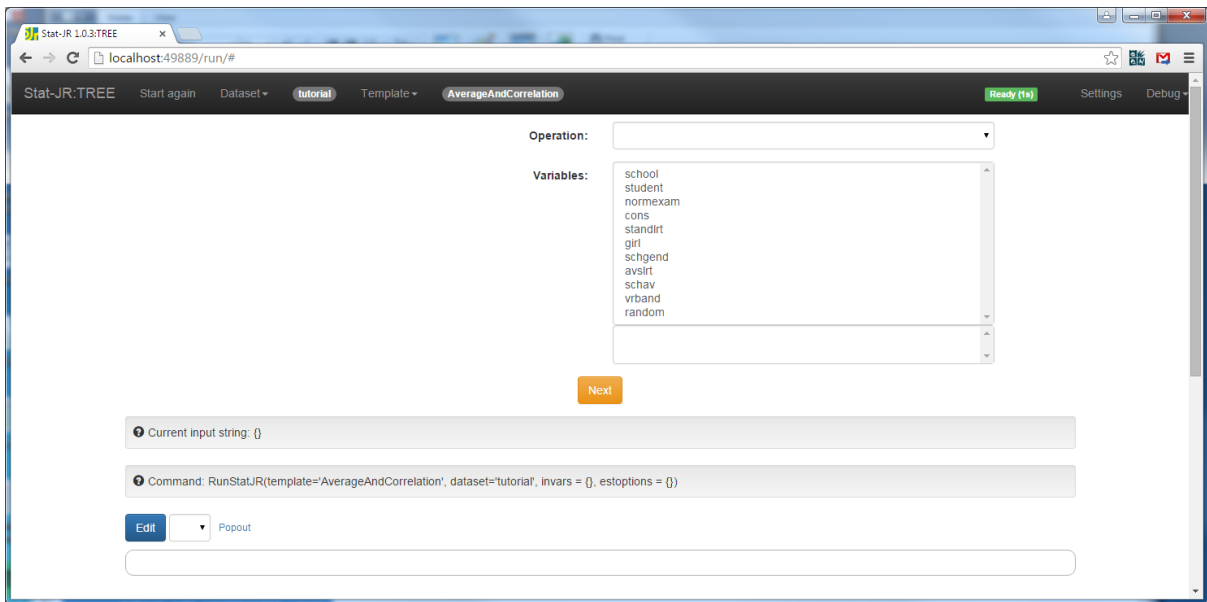 Stat-JR 1.0.3:TREE
localhost:49889/run/#
Stat-JR:TREE Start again Dataset tutorial Template AverageAndCorrelation Ready (1s) Settings Debug
Operation:
Variables:
school
student
normexam
cons
standlrt
girl
schgend
avslrt
schav
vrband
random
Next
Current input string: {}
Command: RunStatJR(template='AverageAndCorrelation', dataset='tutorial', invars = {}, estoptions = {})
Edit Popout